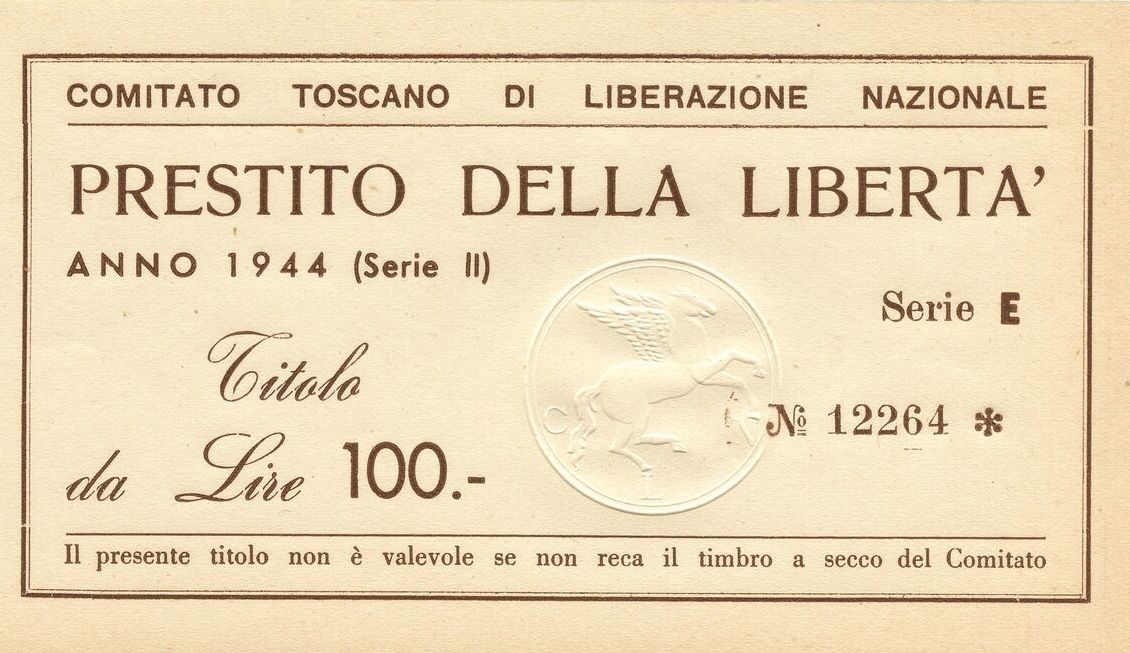 COMITATO TOSCANO DI LIBERAZIONE NAZIONALE
PRESTITO DELLA LIBERTA'
ANNO 1944 (Serie II)
Serie E
Titolo
da Lire 100.-
C L N
Nº 12264 *
Il presente titolo non è valevole se non reca il timbro a secco del Comitato